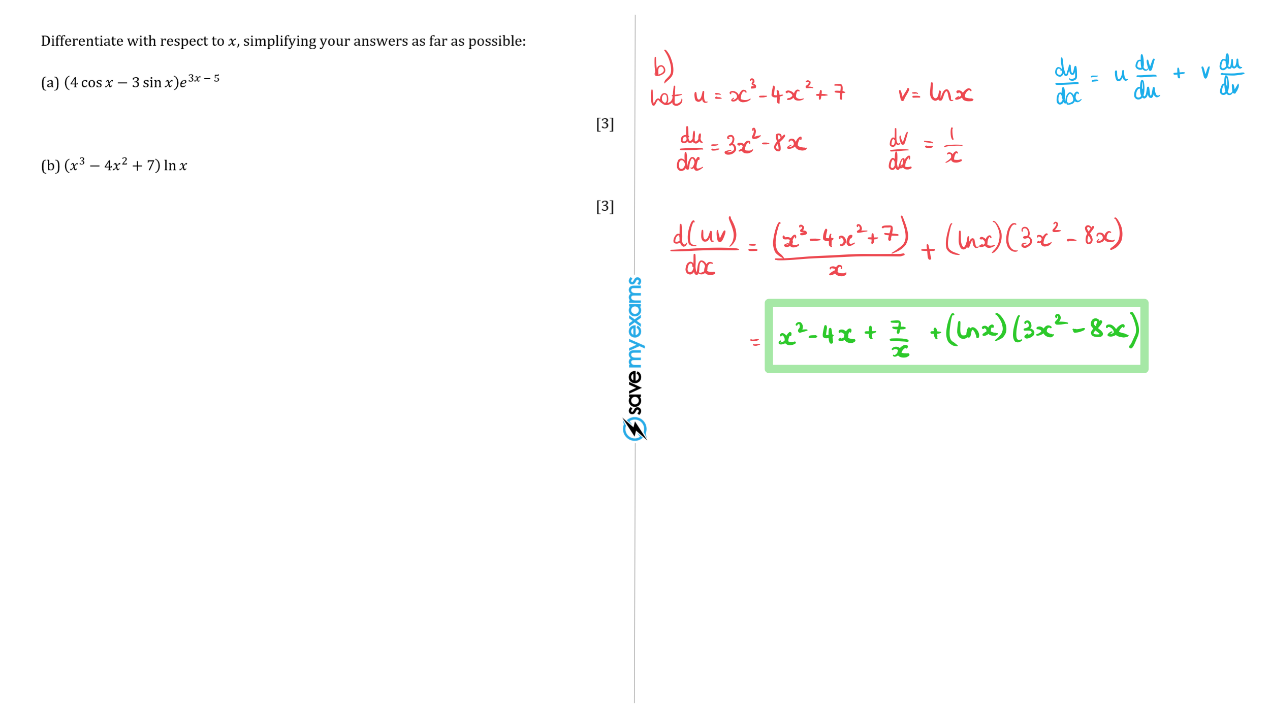 Differentiate with respect to x, simplifying your answers as far as possible:
(a) (4 cos x − 3 sin x)e^{3x − 5}
[3]
(b) (x³ − 4x² + 7) ln x
[3]
save my exams
b)
Let u = x³ − 4x² + 7   v = ln x
dy/dx = u dv/du + v du/dv
du/dx = 3x² − 8x   dv/dx = 1/x
d(uv)/dx = (x³ − 4x² + 7)/x + (ln x)(3x² − 8x)
= x² − 4x + 7/x + (ln x)(3x² − 8x)